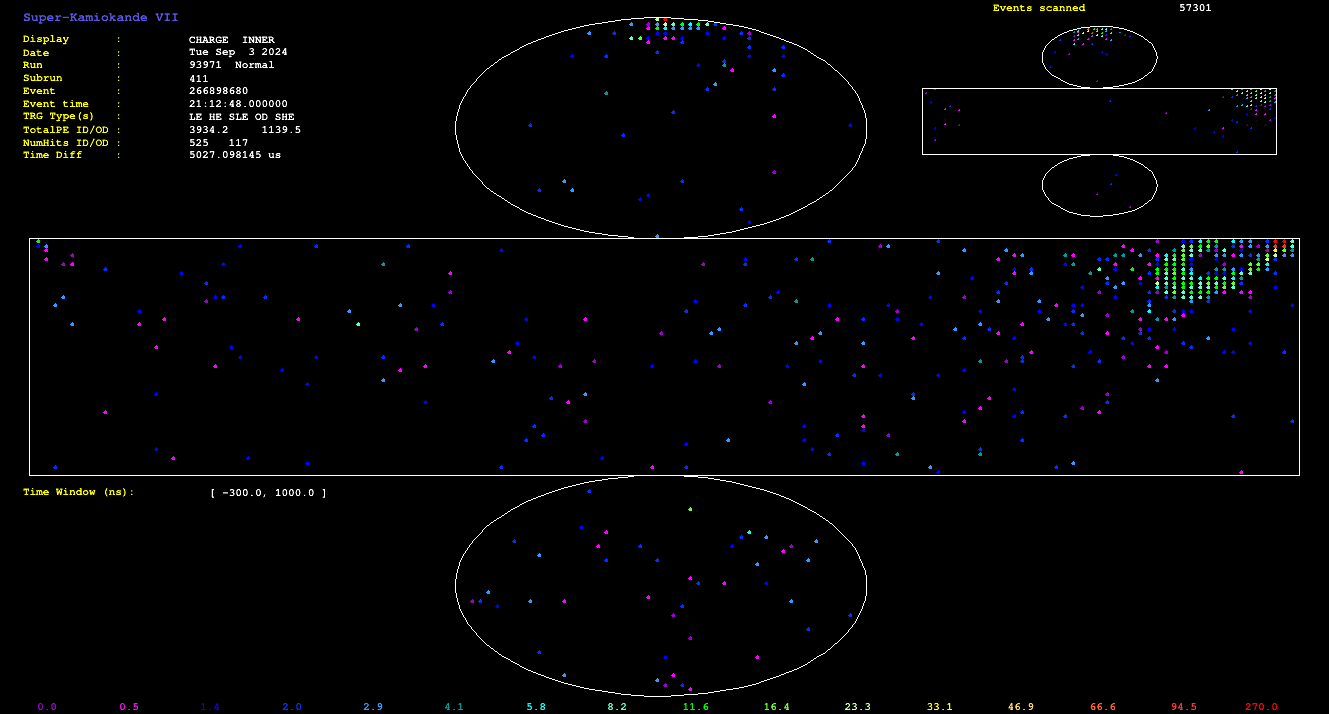 Super-Kamiokande VII
Events scanned 57301
Display : CHARGE INNER
Date : Tue Sep 3 2024
Run : 93971 Normal
Subrun : 411
Event : 266898680
Event time : 21:12:48.000000
TRG Type(s) : LE HE SLE OD SHE
TotalPE ID/OD : 3934.2 1139.5
NumHits ID/OD : 525 117
Time Diff : 5027.098145 us
Time Window (ns): [ -300.0, 1000.0 ]
0.0 0.5 1.4 2.0 2.9 4.1 5.8 8.2 11.6 16.4 23.3 33.1 46.9 66.6 94.5 270.0